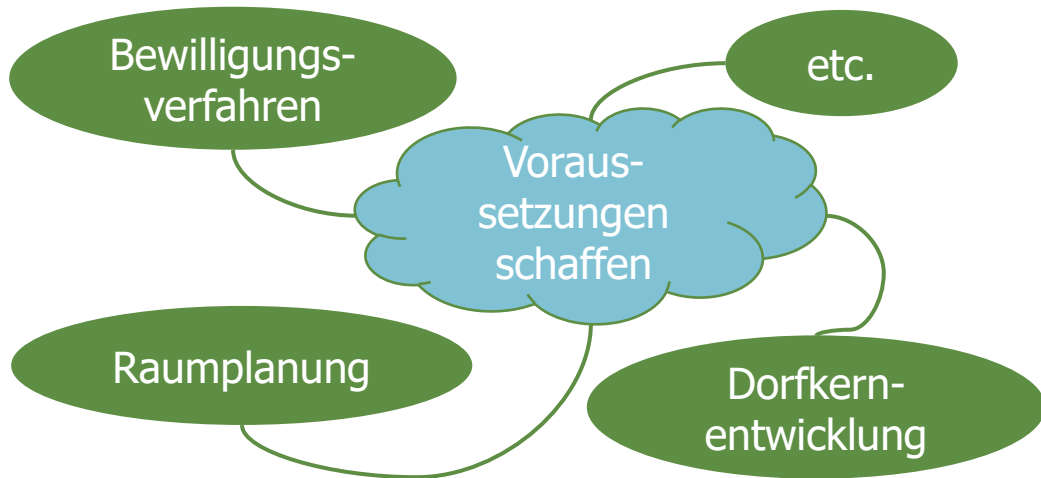 Bewilligungs-
verfahren
etc.
Voraus-
setzungen
schaffen
Raumplanung
Dorfkern-
entwicklung